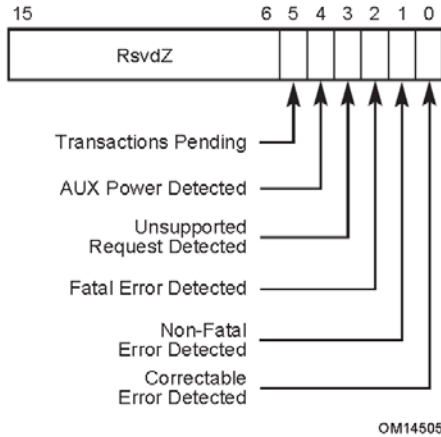 15 6 5 4 3 2 1 0
RsvdZ
Transactions Pending
AUX Power Detected
Unsupported
Request Detected
Fatal Error Detected
Non-Fatal
Error Detected
Correctable
Error Detected
OM14505